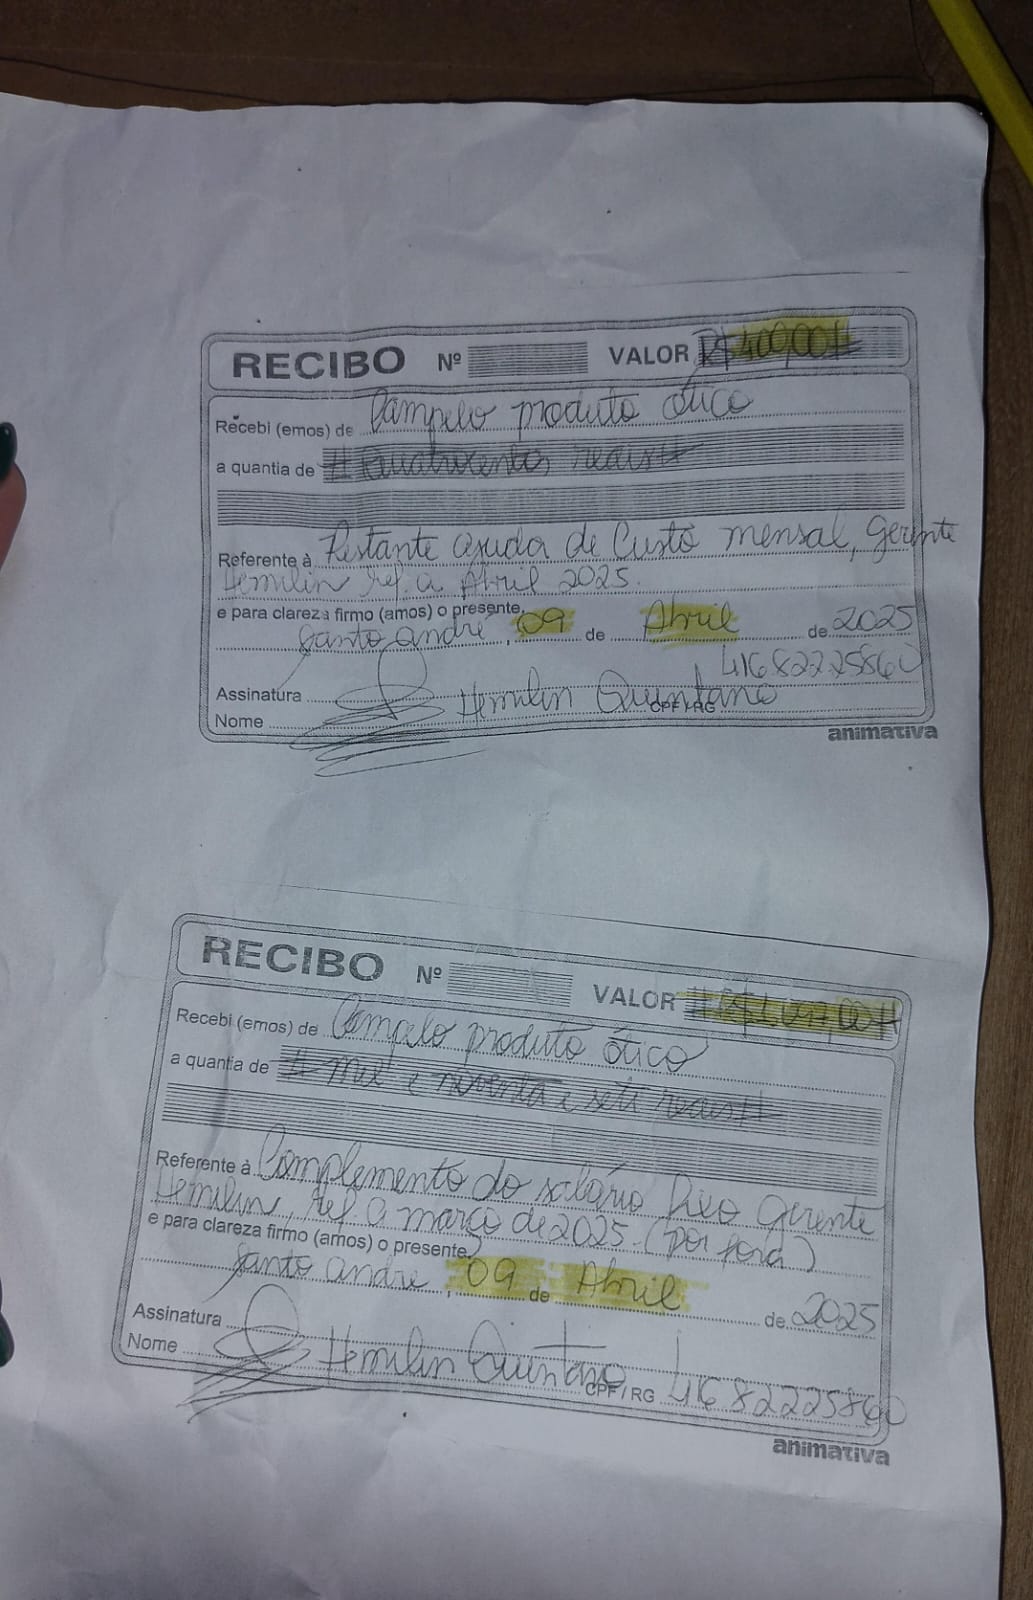 RECIBO Nº VALOR R$ 400,00#
Recebi (emos) de Campelo produto ótico
a quantia de # Quatrocentos reais #
Referente à Restante ajuda de Custo mensal, gerente
Hemilin ref. a Abril 2025.
e para clareza firmo (amos) o presente,
Santo andré, 09 de Abril de 2025
41682225860
Assinatura Hemilin Quintano
Nome CPF/RG
animativa
RECIBO Nº VALOR # R$1.097,00#
Recebi (emos) de Campelo produto ótico
a quantia de # mil e noventa e sete reais #
Referente à Complemento do salário Gerente
Hemilin, ref. a março de 2025. (por fora)
e para clareza firmo (amos) o presente,
Santo andré, 09 de Abril de 2025
Assinatura
Nome Hemilin Quintano CPF/RG 41682225860
animativa